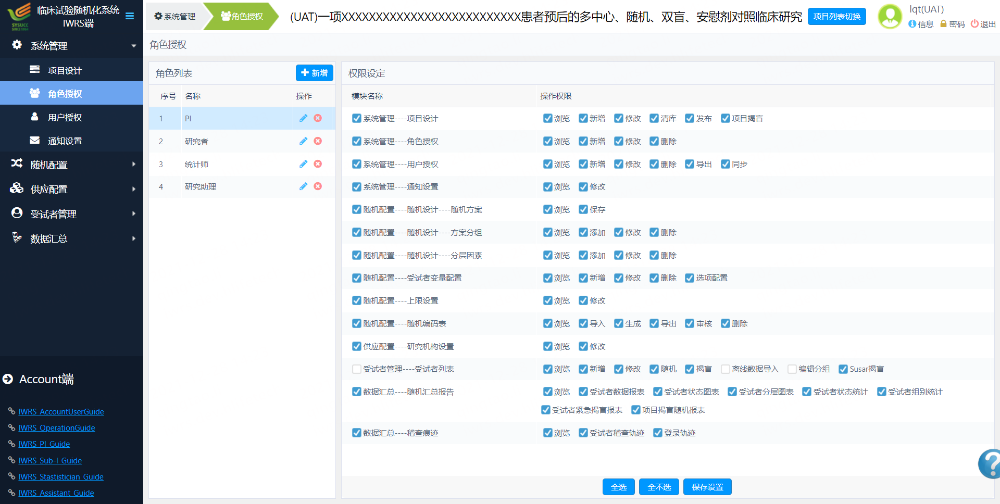 临床试验随机化系统
IWRS端
SYSUCC
SINCE 1964
系统管理
项目设计
角色授权
用户授权
通知设置
随机配置
供应配置
受试者管理
数据汇总
Account端
IWRS_AccountUserGuide
IWRS_OperationGuide
IWRS_PI_Guide
IWRS_Sub-I_Guide
IWRS_Stastistician_Guide
IWRS_Assistant_Guide
系统管理
角色授权
(UAT)一项XXXXXXXXXXXXXXXXXXXXXXXXXX患者预后的多中心、随机、双盲、安慰剂对照临床研究
项目列表切换
lqt(UAT)
信息 密码 退出
角色授权
角色列表
新增
序号 名称 操作
1 PI
2 研究者
3 统计师
4 研究助理
权限设定
模块名称 操作权限
系统管理----项目设计 浏览 新增 修改 清库 发布 项目揭盲
系统管理----角色授权 浏览 新增 修改 删除
系统管理----用户授权 浏览 新增 修改 删除 导出 同步
系统管理----通知设置 浏览 修改
随机配置----随机设计----随机方案 浏览 保存
随机配置----随机设计----方案分组 浏览 添加 修改 删除
随机配置----随机设计----分层因素 浏览 添加 修改 删除
随机配置----受试者变量配置 浏览 新增 修改 删除 选项配置
随机配置----上限设置 浏览 修改
随机配置----随机编码表 浏览 导入 生成 导出 审核 删除
供应配置----研究机构设置 浏览 修改
受试者管理----受试者列表 浏览 新增 修改 随机 揭盲 离线数据导入 编辑分组 Susar揭盲
数据汇总----随机汇总报告 浏览 受试者数据报表 受试者状态图表 受试者分层图表 受试者状态统计 受试者组别统计
受试者紧急揭盲报表 项目揭盲随机报表
数据汇总----稽查痕迹 浏览 受试者稽查轨迹 登录轨迹
全选 全不选 保存设置